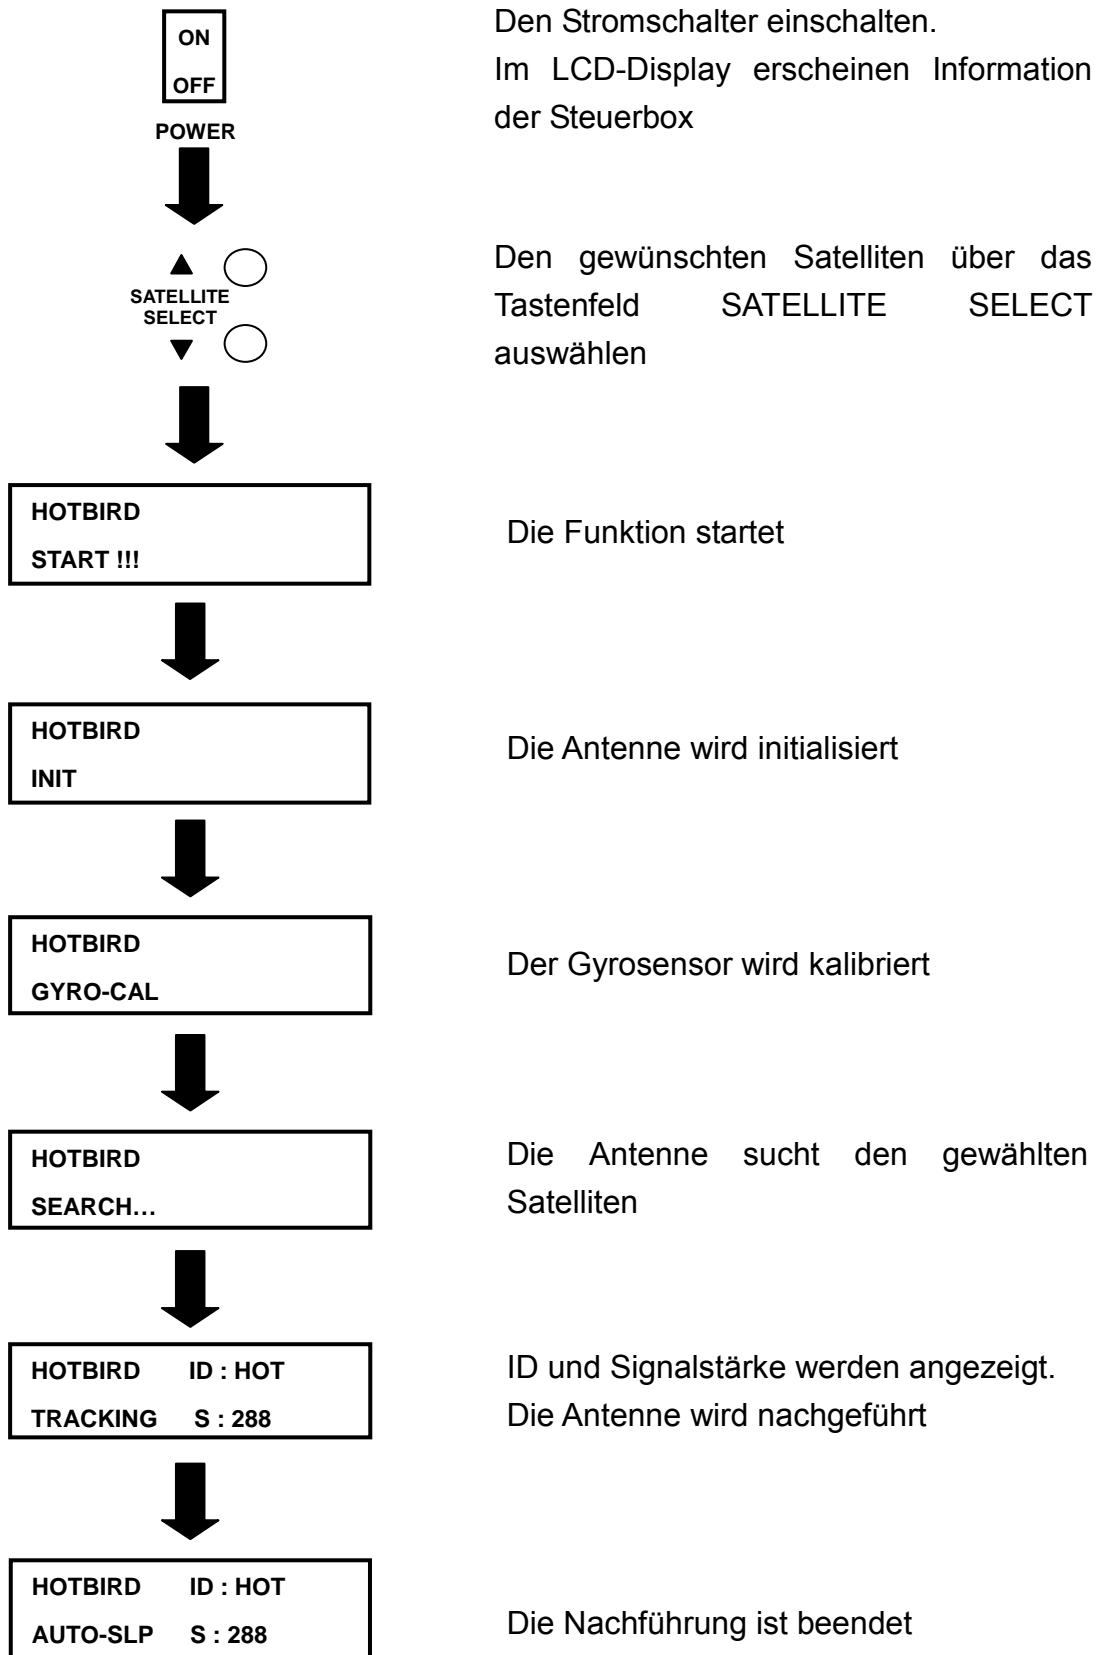 ON
OFF
POWER
Den Stromschalter einschalten.
Im LCD-Display erscheinen Information
der Steuerbox
SATELLITE
SELECT
Den gewünschten Satelliten über das
Tastenfeld SATELLITE SELECT
auswählen
HOTBIRD
START !!!
Die Funktion startet
HOTBIRD
INIT
Die Antenne wird initialisiert
HOTBIRD
GYRO-CAL
Der Gyrosensor wird kalibriert
HOTBIRD
SEARCH…
Die Antenne sucht den gewählten
Satelliten
HOTBIRD ID : HOT
TRACKING S : 288
ID und Signalstärke werden angezeigt.
Die Antenne wird nachgeführt
HOTBIRD ID : HOT
AUTO-SLP S : 288
Die Nachführung ist beendet